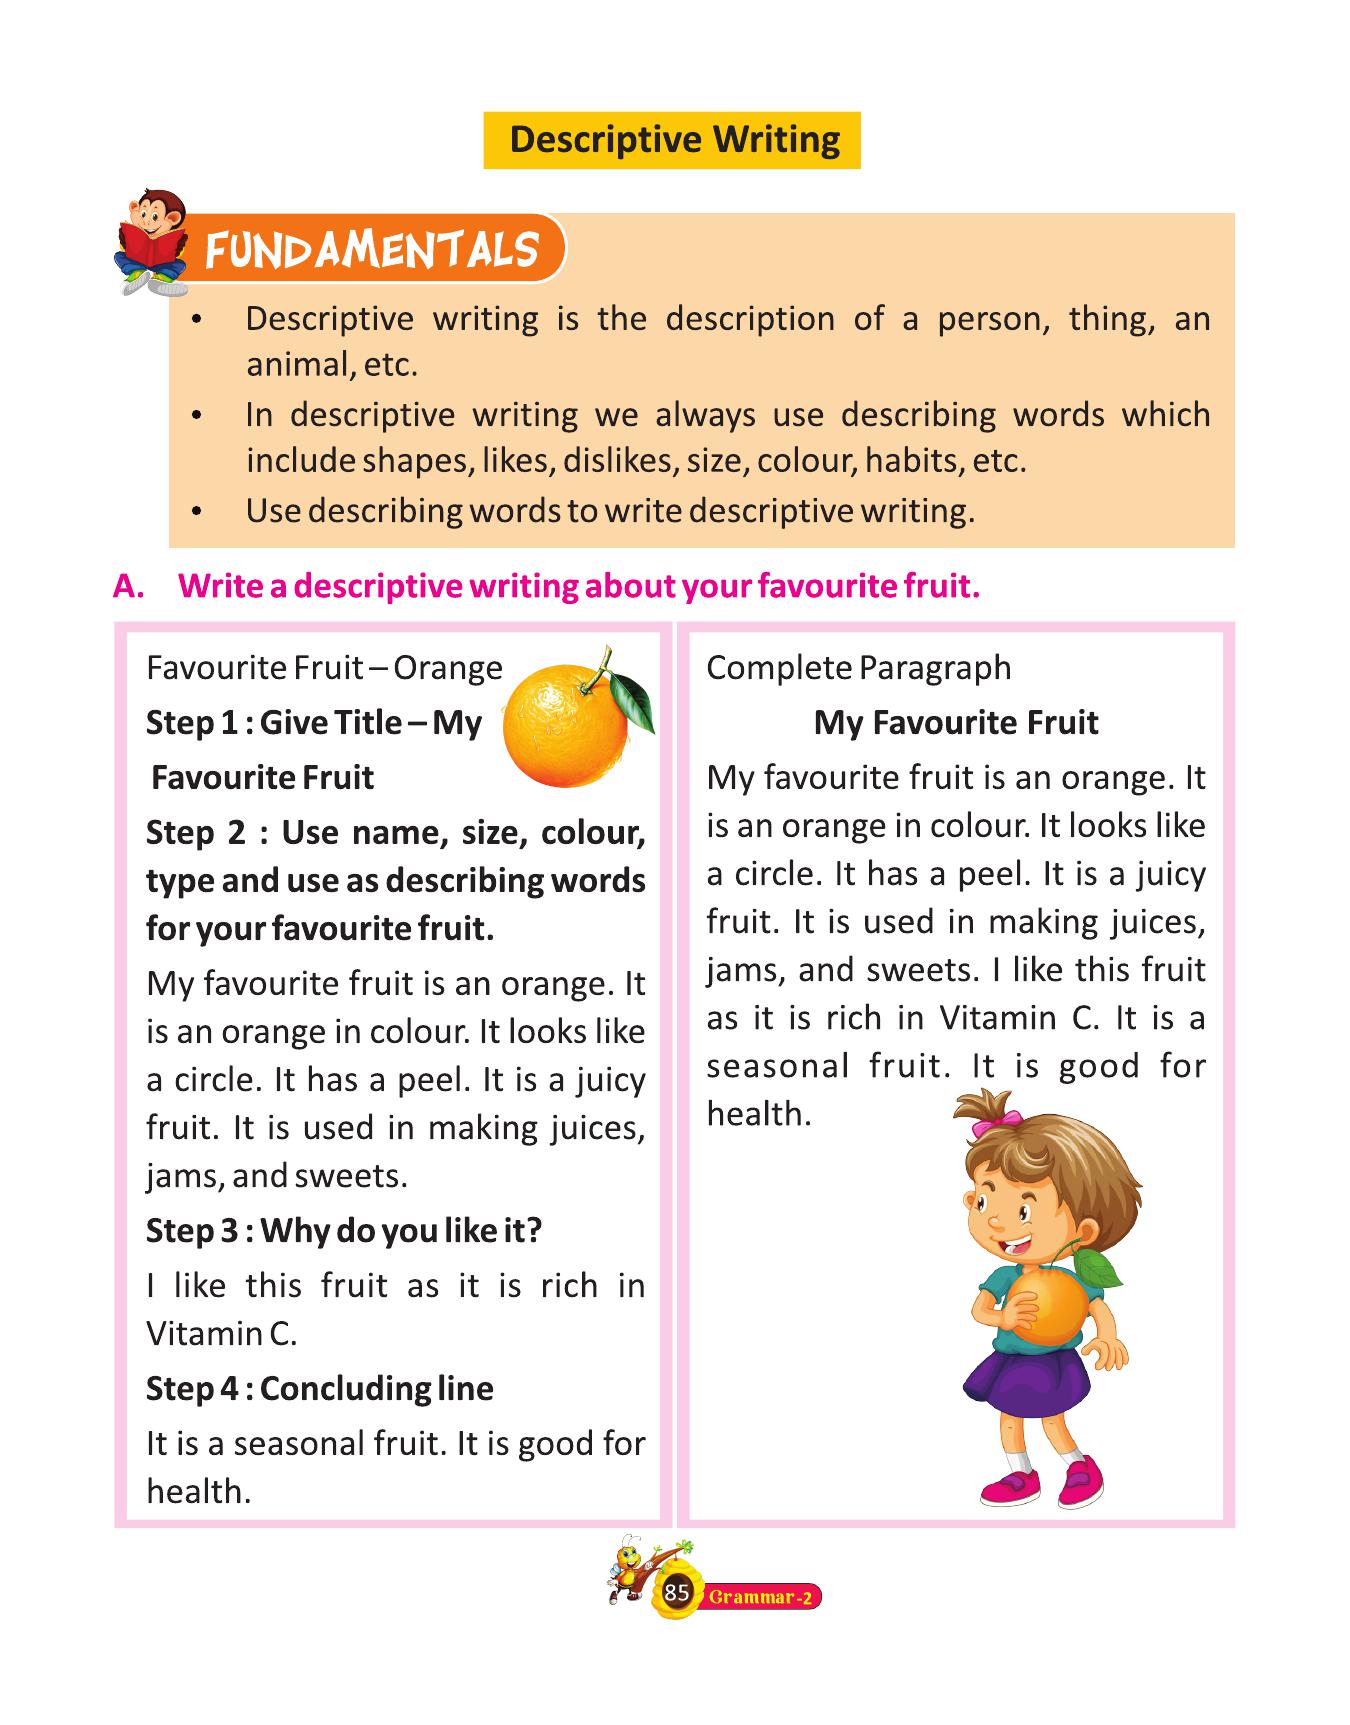 Descriptive Writing
FUNDAMENTALS
• Descriptive writing is the description of a person, thing, an
animal, etc.
• In descriptive writing we always use describing words which
include shapes, likes, dislikes, size, colour, habits, etc.
• Use describing words to write descriptive writing.
A. Write a descriptive writing about your favourite fruit.
Favourite Fruit – Orange
Step 1 : Give Title – My
Favourite Fruit
Step 2 : Use name, size, colour,
type and use as describing words
for your favourite fruit.
My favourite fruit is an orange. It
is an orange in colour. It looks like
a circle. It has a peel. It is a juicy
fruit. It is used in making juices,
jams, and sweets.
Step 3 : Why do you like it?
I like this fruit as it is rich in
Vitamin C.
Step 4 : Concluding line
It is a seasonal fruit. It is good for
health.
Complete Paragraph
My Favourite Fruit
My favourite fruit is an orange. It
is an orange in colour. It looks like
a circle. It has a peel. It is a juicy
fruit. It is used in making juices,
jams, and sweets. I like this fruit
as it is rich in Vitamin C. It is a
seasonal fruit. It is good for
health.
85 Grammar-2